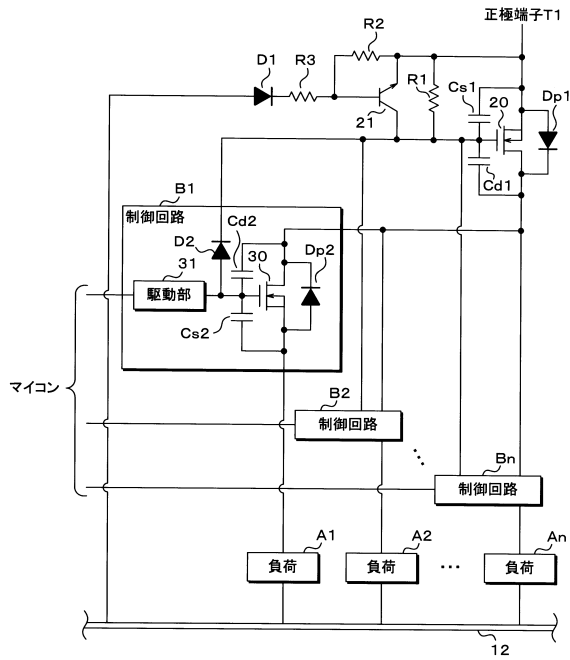 正極端子T1
R2
D1
R3
R1
Cs1
20
Dp1
21
Cd1
B1
制御回路
Cd2
D2
30
Dp2
31
駆動部
Cs2
マイコン
B2
制御回路
Bn
制御回路
A1
負荷
A2
負荷
An
負荷
12